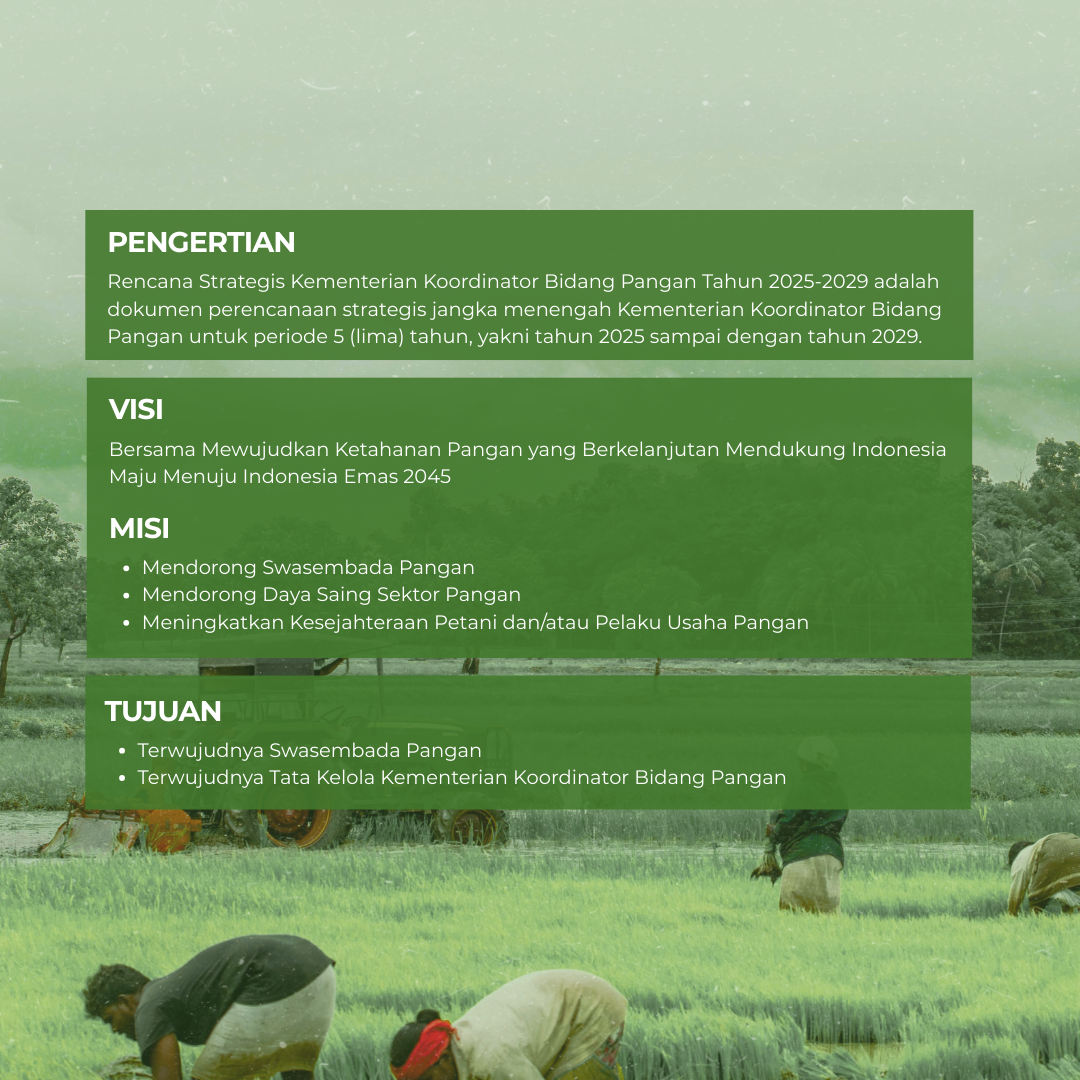 PENGERTIAN
Rencana Strategis Kementerian Koordinator Bidang Pangan Tahun 2025-2029 adalah
dokumen perencanaan strategis jangka menengah Kementerian Koordinator Bidang
Pangan untuk periode 5 (lima) tahun, yakni tahun 2025 sampai dengan tahun 2029.
VISI
Bersama Mewujudkan Ketahanan Pangan yang Berkelanjutan Mendukung Indonesia
Maju Menuju Indonesia Emas 2045
MISI
• Mendorong Swasembada Pangan
• Mendorong Daya Saing Sektor Pangan
• Meningkatkan Kesejahteraan Petani dan/atau Pelaku Usaha Pangan
TUJUAN
• Terwujudnya Swasembada Pangan
• Terwujudnya Tata Kelola Kementerian Koordinator Bidang Pangan